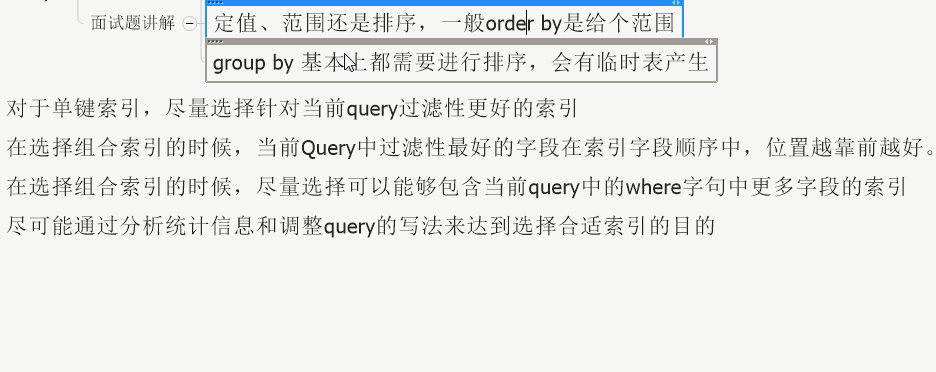 面试题讲解
定值、范围还是排序，一般order by是给个范围
group by 基本上都需要进行排序，会有临时表产生
对于单键索引，尽量选择针对当前query过滤性更好的索引
在选择组合索引的时候，当前Query中过滤性最好的字段在索引字段顺序中，位置越靠前越好。
在选择组合索引的时候，尽量选择可以能够包含当前query中的where字句中更多字段的索引
尽可能通过分析统计信息和调整query的写法来达到选择合适索引的目的